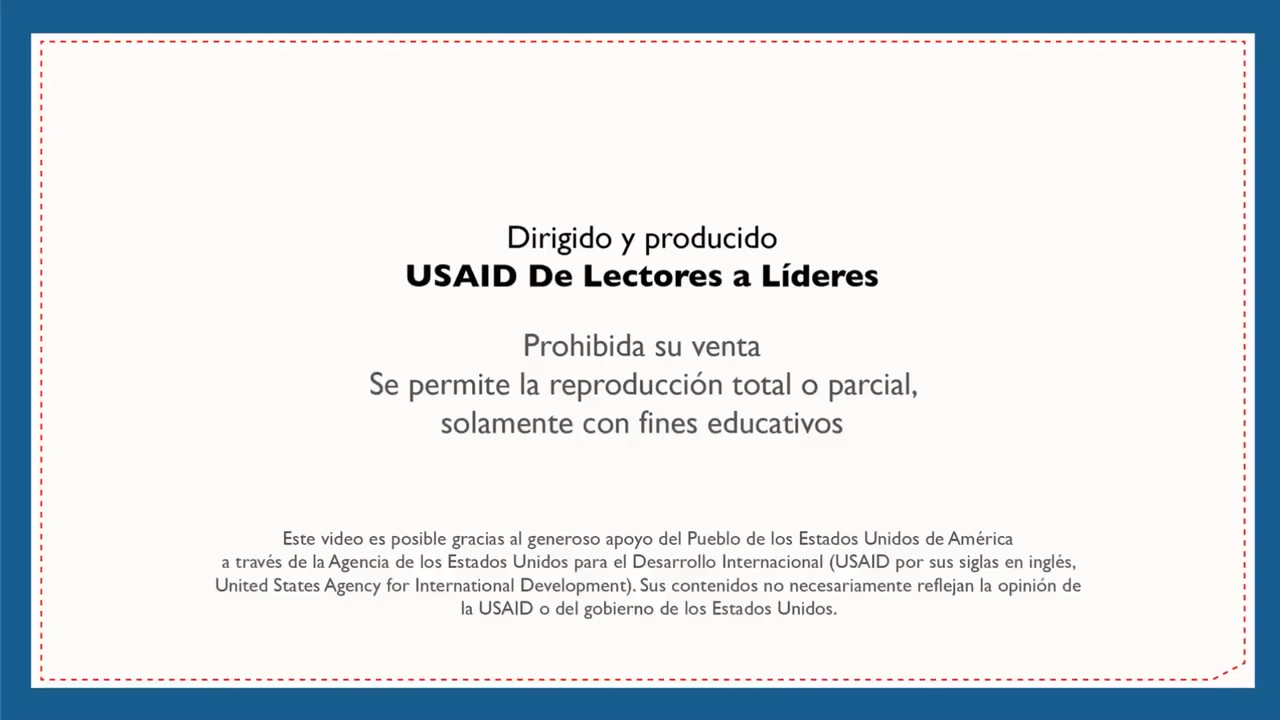 Dirigido y producido
USAID De Lectores a Líderes
Prohibida su venta
Se permite la reproducción total o parcial,
solamente con fines educativos
Este video es posible gracias al generoso apoyo del Pueblo de los Estados Unidos de América
a través de la Agencia de los Estados Unidos para el Desarrollo Internacional (USAID por sus siglas en inglés,
United States Agency for International Development). Sus contenidos no necesariamente reflejan la opinión de
la USAID o del gobierno de los Estados Unidos.